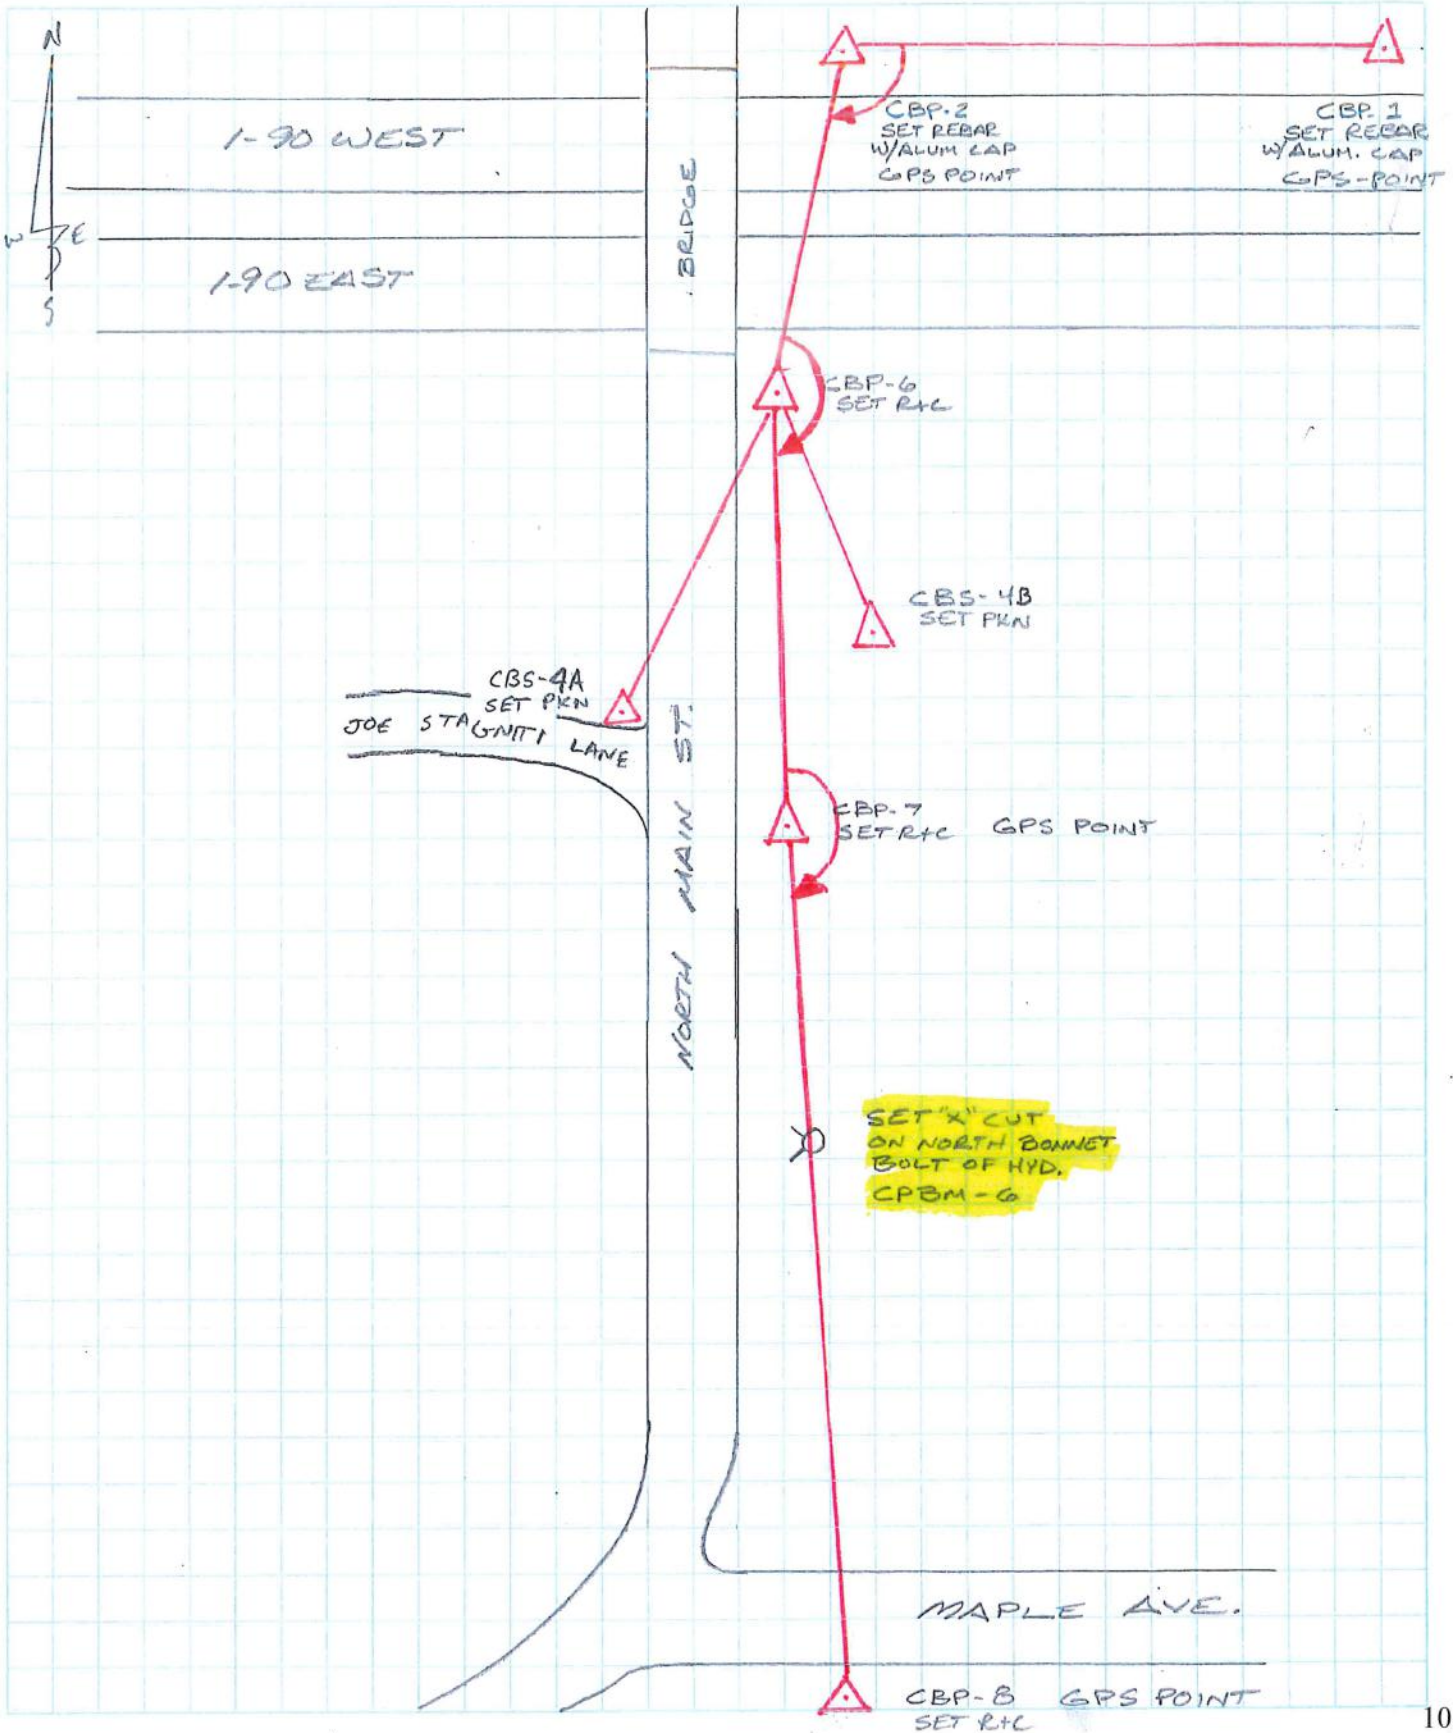 N
CBP-2
SET REBAR
W/ALUM CAP
GPS POINT
CBP. 1
SET REBAR
W/ALUM. CAP
GPS-POINT
I-90 WEST
BRIDGE
W
E
I-90 EAST
S
CBP-6
SET R+C
CBS-4B
SET PKN
CBS-4A
SET PKN
JOE STAGNITI LANE
NORTH MAIN ST.
CBP-7
SET R+C GPS POINT
SET "X" CUT
ON NORTH BONNET
BOLT OF HYD.
CPBM-6
MAPLE AVE.
CBP-8 GPS POINT
SET R+C
10